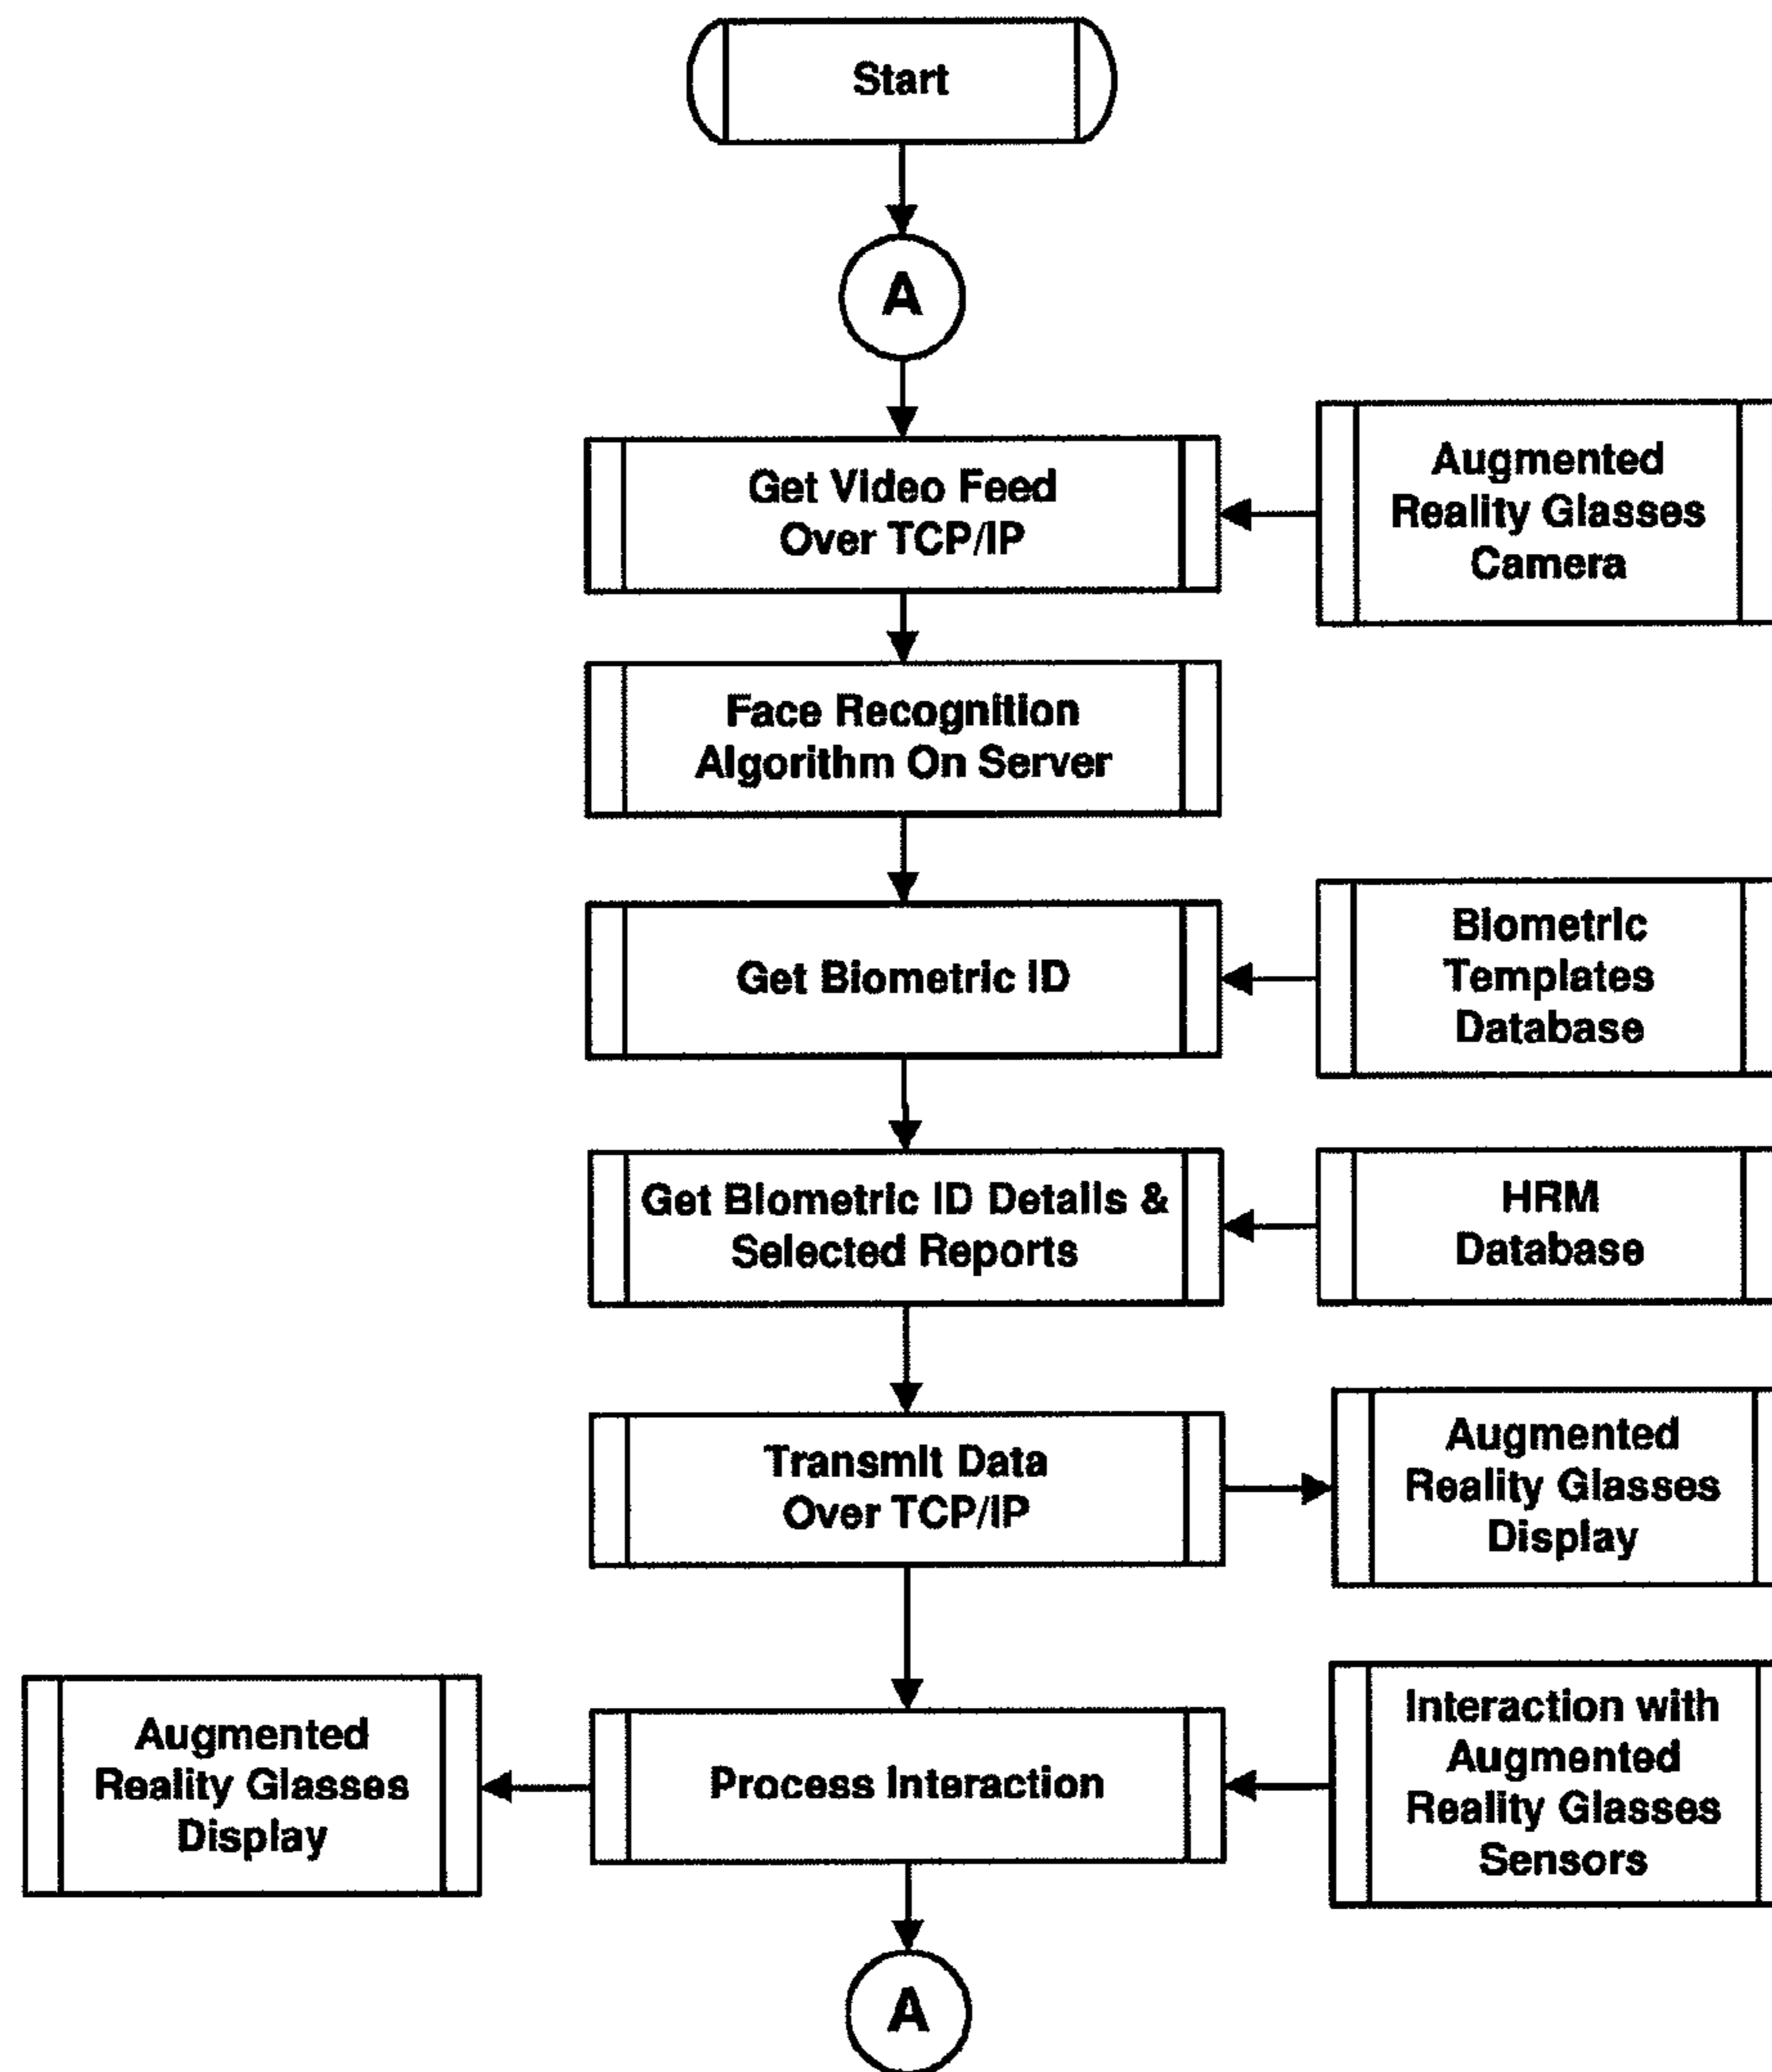 Start
A
Get Video Feed
Over TCP/IP
Augmented
Reality Glasses
Camera
Face Recognition
Algorithm On Server
Get Biometric ID
Biometric
Templates
Database
Get Biometric ID Details &
Selected Reports
HRM
Database
Transmit Data
Over TCP/IP
Augmented
Reality Glasses
Display
Augmented
Reality Glasses
Display
Process Interaction
Interaction with
Augmented
Reality Glasses
Sensors
A